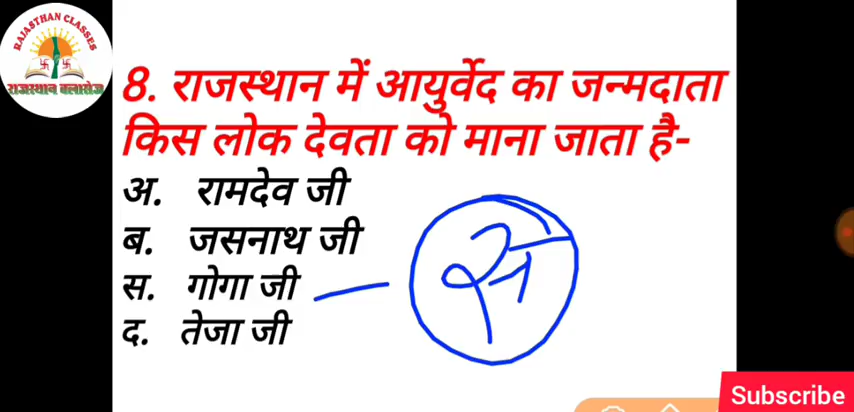 RAJASTHAN CLASSES
राजस्थान क्लासेज
8. राजस्थान में आयुर्वेद का जन्मदाता
किस लोक देवता को माना जाता है-
अ. रामदेव जी
ब. जसनाथ जी
स. गोगा जी — स
द. तेजा जी
Subscribe